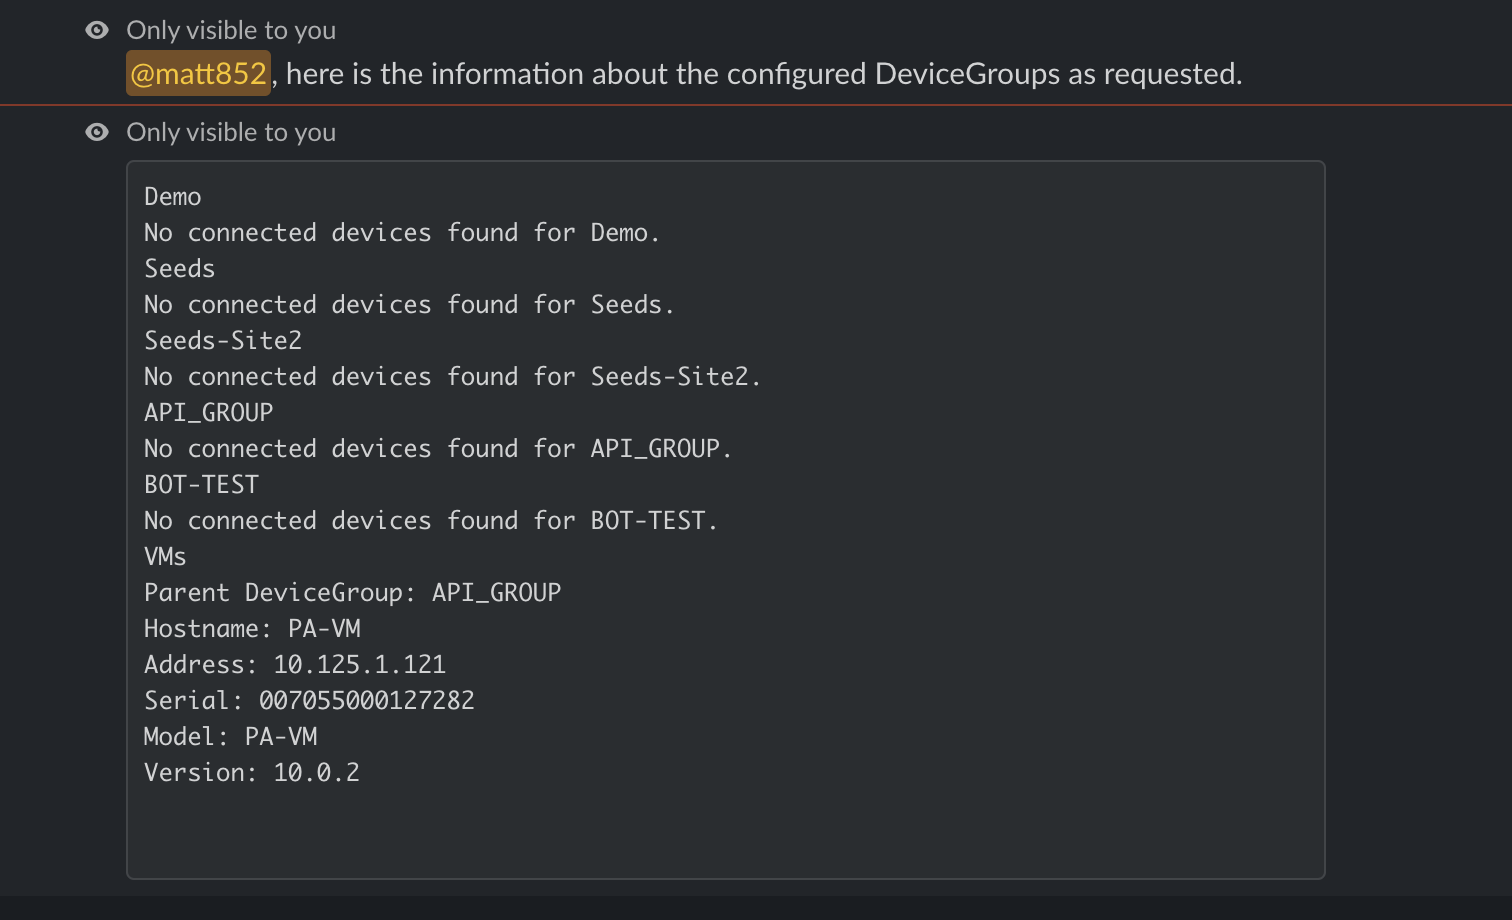 Only visible to you
@matt852, here is the information about the configured DeviceGroups as requested.
Only visible to you
Demo
No connected devices found for Demo.
Seeds
No connected devices found for Seeds.
Seeds-Site2
No connected devices found for Seeds-Site2.
API_GROUP
No connected devices found for API_GROUP.
BOT-TEST
No connected devices found for BOT-TEST.
VMs
Parent DeviceGroup: API_GROUP
Hostname: PA-VM
Address: 10.125.1.121
Serial: 007055000127282
Model: PA-VM
Version: 10.0.2